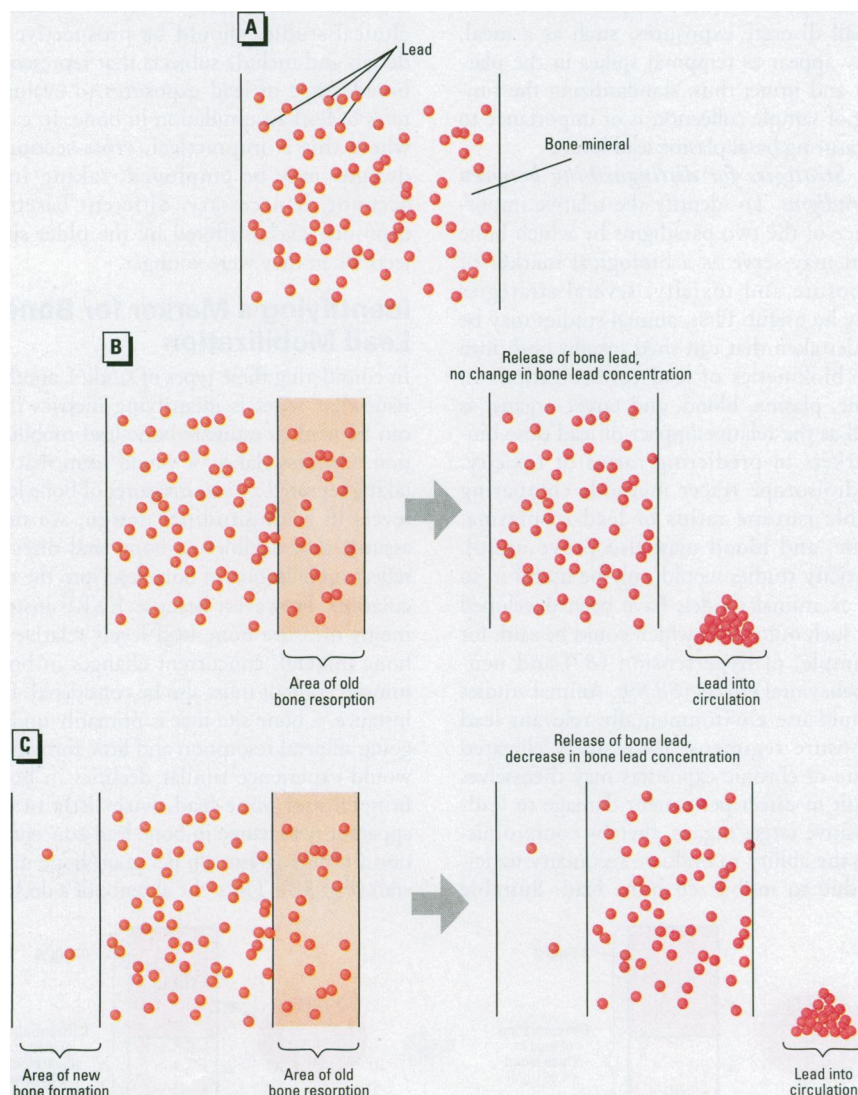 A
Lead
Bone mineral
B
Release of bone lead,
no change in bone lead concentration
Area of old
bone resorption
Lead into
circulation
C
Release of bone lead,
decrease in bone lead concentration
Area of new
bone formation
Area of old
bone resorption
Lead into
circulation